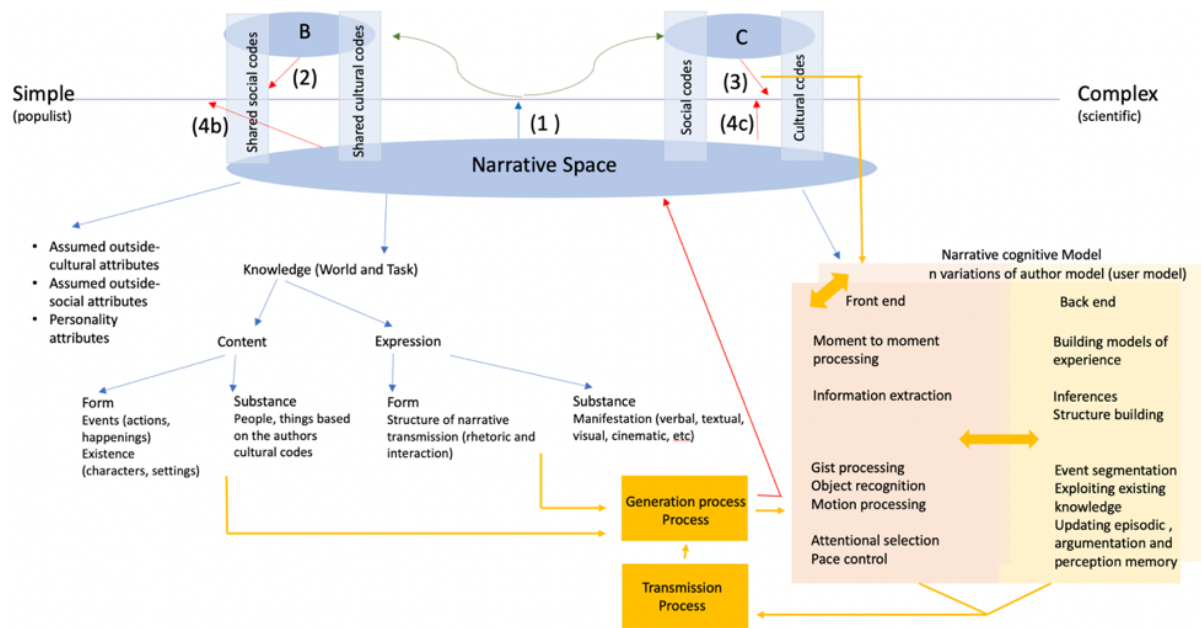 B
C
Shared social codes
Shared cultural codes
Social codes
Cultural codes
(2)
(3)
Simple
(populist)
Complex
(scientific)
(4b)
(1 )
(4c)
Narrative Space
• Assumed outside-
cultural attributes
• Assumed outside-
social attributes
• Personality
attributes
Knowledge (World and Task)
Content
Expression
Form
Events (actions,
happenings)
Existence
(characters, settings)
Substance
People, things based
on the authors
cultural codes
Form
Structure of narrative
transmission (rhetoric and
interaction)
Substance
Manifestation (verbal, textual,
visual, cinematic, etc)
Generation process
Process
Transmission
Process
Narrative cognitive Model
n variations of author model (user model)
Front end
Moment to moment
processing
Information extraction
Gist processing
Object recognition
Motion processing
Attentional selection
Pace control
Back end
Building models of
experience
Inferences
Structure building
Event segmentation
Exploiting existing
knowledge
Updating episodic ,
argumentation and
perception memory